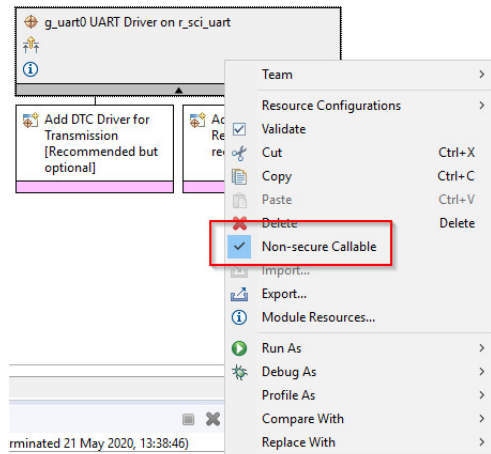 g_uart0 UART Driver on r_sci_uart
Add DTC Driver for
Transmission
[Recommended but
optional]
Team
Resource Configurations
Validate
Cut Ctrl+X
Copy Ctrl+C
Paste Ctrl+V
Delete Delete
Non-secure Callable
Import...
Export...
Module Resources...
Run As
Debug As
Profile As
Compare With
Replace With
rminated 21 May 2020, 13:38:46)